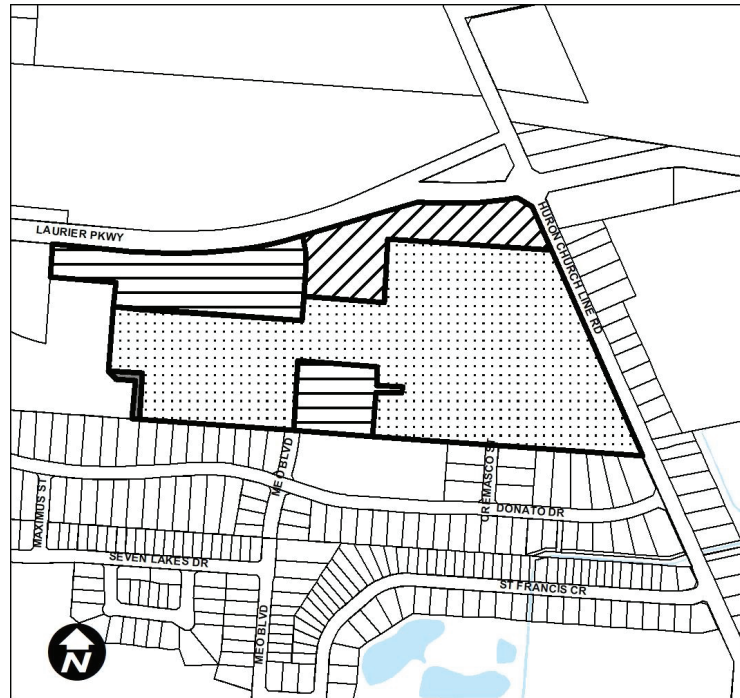 LAURIER PKWY
HURON CHURCH LINE RD
MEO BLVD
CREMASCO ST
MAXIMUS ST
DONATO DR
SEVEN LAKES DR
ST FRANCIS CR
MEO BLVD
N